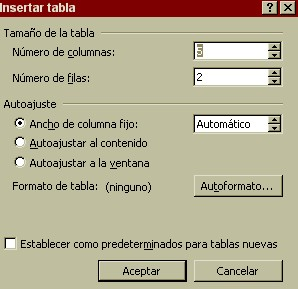 Insertar tabla
Tamaño de la tabla
Número de columnas: 5
Número de filas: 2
Autoajuste
Ancho de columna fijo: Automático
Autoajustar al contenido
Autoajustar a la ventana
Formato de tabla: (ninguno) Autoformato...
Establecer como predeterminados para tablas nuevas
Aceptar Cancelar